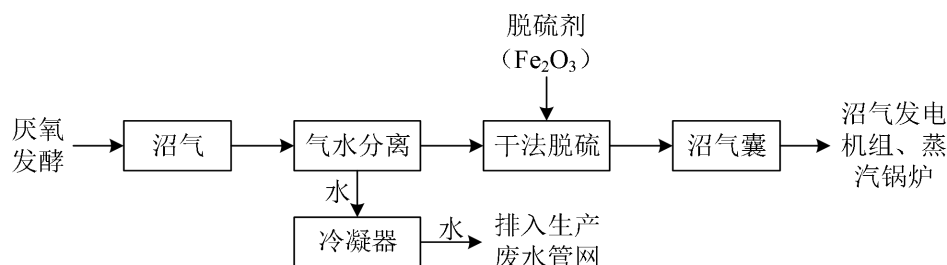 脱硫剂
（Fe₂O₃）
厌氧
发酵
沼气
气水分离
干法脱硫
沼气囊
沼气发电
机组、蒸
汽锅炉
水
冷凝器
水
排入生产
废水管网